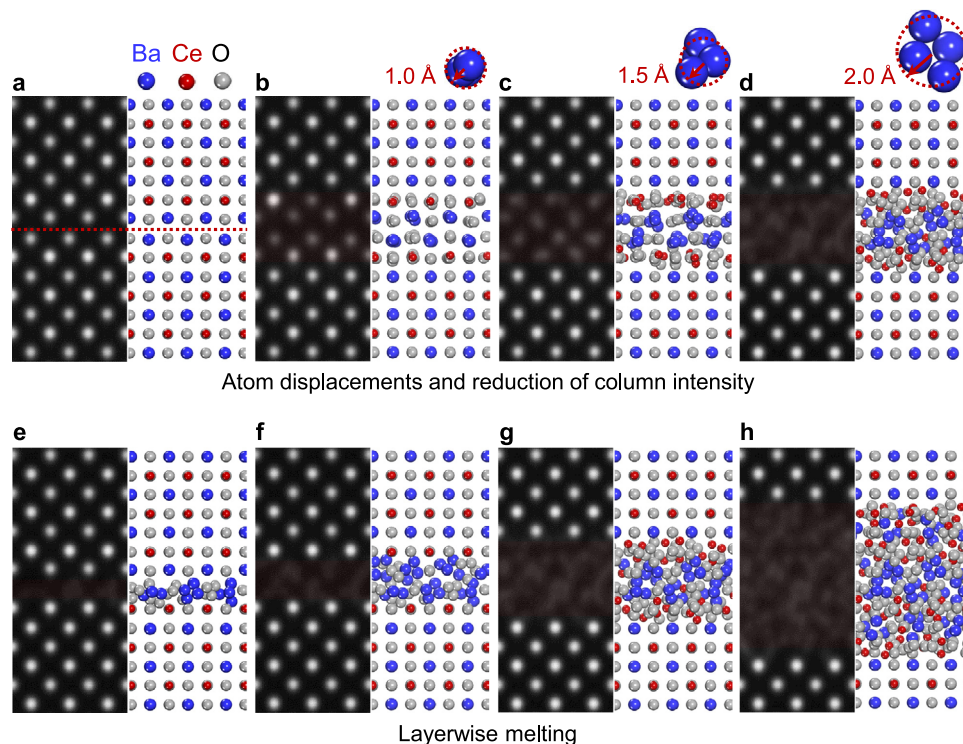 Ba Ce O
a b 1.0 Å c 1.5 Å d 2.0 Å
Atom displacements and reduction of column intensity
e f g h
Layerwise melting